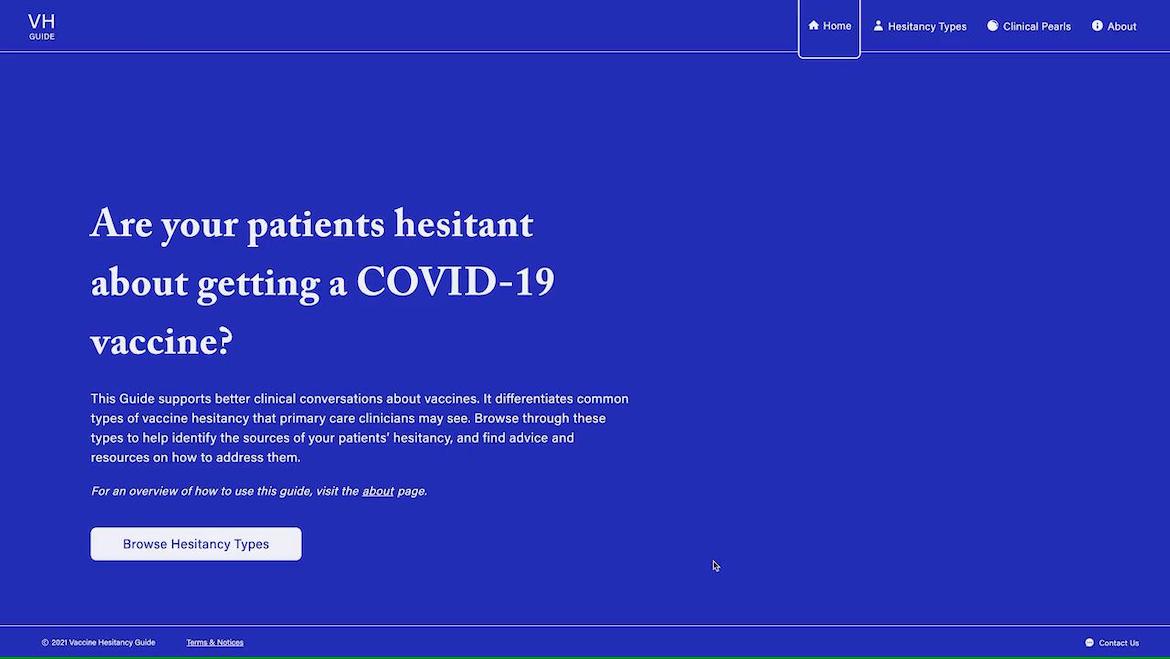 VH
GUIDE
Home
Hesitancy Types
Clinical Pearls
About
Are your patients hesitant
about getting a COVID-19
vaccine?
This Guide supports better clinical conversations about vaccines. It differentiates common
types of vaccine hesitancy that primary care clinicians may see. Browse through these
types to help identify the sources of your patients' hesitancy, and find advice and
resources on how to address them.
For an overview of how to use this guide, visit the about page.
Browse Hesitancy Types
© 2021 Vaccine Hesitancy Guide
Terms & Notices
Contact Us